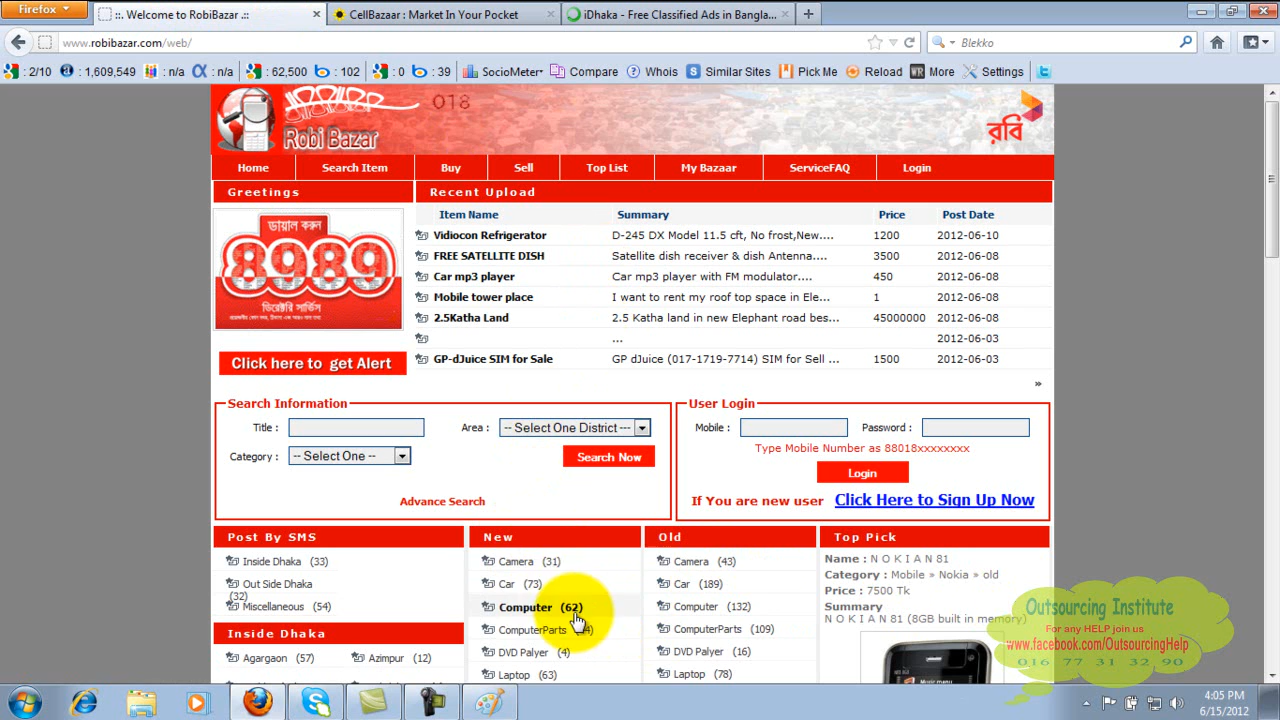 Firefox
::. Welcome to RobiBazar .::
CellBazaar : Market In Your Pocket
iDhaka - Free Classified Ads in Bangla...
www.robibazar.com/web/
Blekko
: 2/10 : 1,609,549 : n/a : n/a : 62,500 : 102 : 0 : 39 SocioMeter Compare Whois Similar Sites Pick Me Reload More Settings
018
Robi Bazar
রবি
Home Search Item Buy Sell Top List My Bazaar ServiceFAQ Login
Greetings
ডায়াল করুন
8989
ডিরেক্টরি সার্ভিস
Click here to get Alert
Recent Upload
Item Name Summary Price Post Date
Vidiocon Refrigerator D-245 DX Model 11.5 cft, No frost,New.... 1200 2012-06-10
FREE SATELLITE DISH Satellite dish receiver & dish Antenna.... 3500 2012-06-08
Car mp3 player Car mp3 player with FM modulator.... 450 2012-06-08
Mobile tower place I want to rent my roof top space in Ele... 1 2012-06-08
2.5Katha Land 2.5 Katha land in new Elephant road bes... 45000000 2012-06-08
... 2012-06-03
GP-dJuice SIM for Sale GP dJuice (017-1719-7714) SIM for Sell ... 1500 2012-06-03
»
Search Information
Title : Area : -- Select One District ---
Category : -- Select One --
Search Now
Advance Search
User Login
Mobile : Password :
Type Mobile Number as 88018xxxxxxxx
Login
If You are new user Click Here to Sign Up Now
Post By SMS
Inside Dhaka (33)
Out Side Dhaka
(32)
Miscellaneous (54)
Inside Dhaka
Agargaon (57) Azimpur (12)
New
Camera (31)
Car (73)
Computer (62)
ComputerParts
DVD Palyer (4)
Laptop (63)
Old
Camera (43)
Car (189)
Computer (132)
ComputerParts (109)
DVD Palyer (16)
Laptop (78)
Top Pick
Name : N O K I A N 81
Category : Mobile » Nokia » old
Price : 7500 Tk
Summary
N O K I A N 81 (8GB built in memory)
Music menu
Outsourcing Institute
For any HELP join us
www.facebook.com/OutsourcingHelp
016 77 31 32 90
4:05 PM
6/15/2012